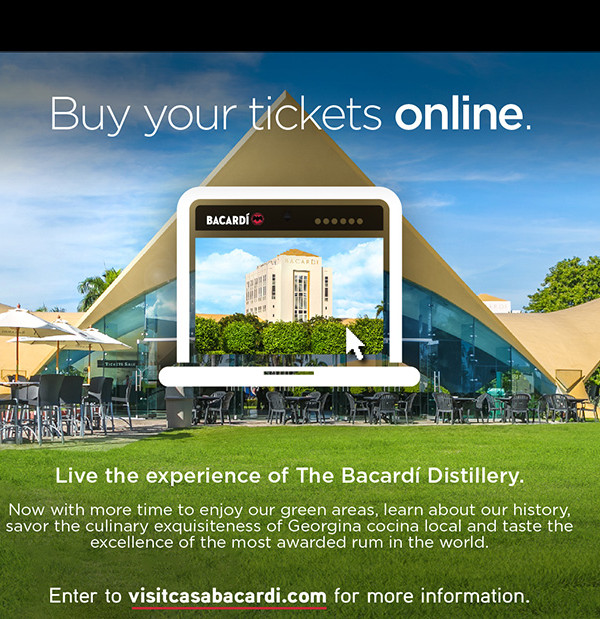 Buy your tickets online.
BACARDÍ
BACARDÍ
TICKETS SALE
Live the experience of The Bacardí Distillery.
Now with more time to enjoy our green areas, learn about our history,
savor the culinary exquisiteness of Georgina cocina local and taste the
excellence of the most awarded rum in the world.
Enter to visitcasabacardi.com for more information.